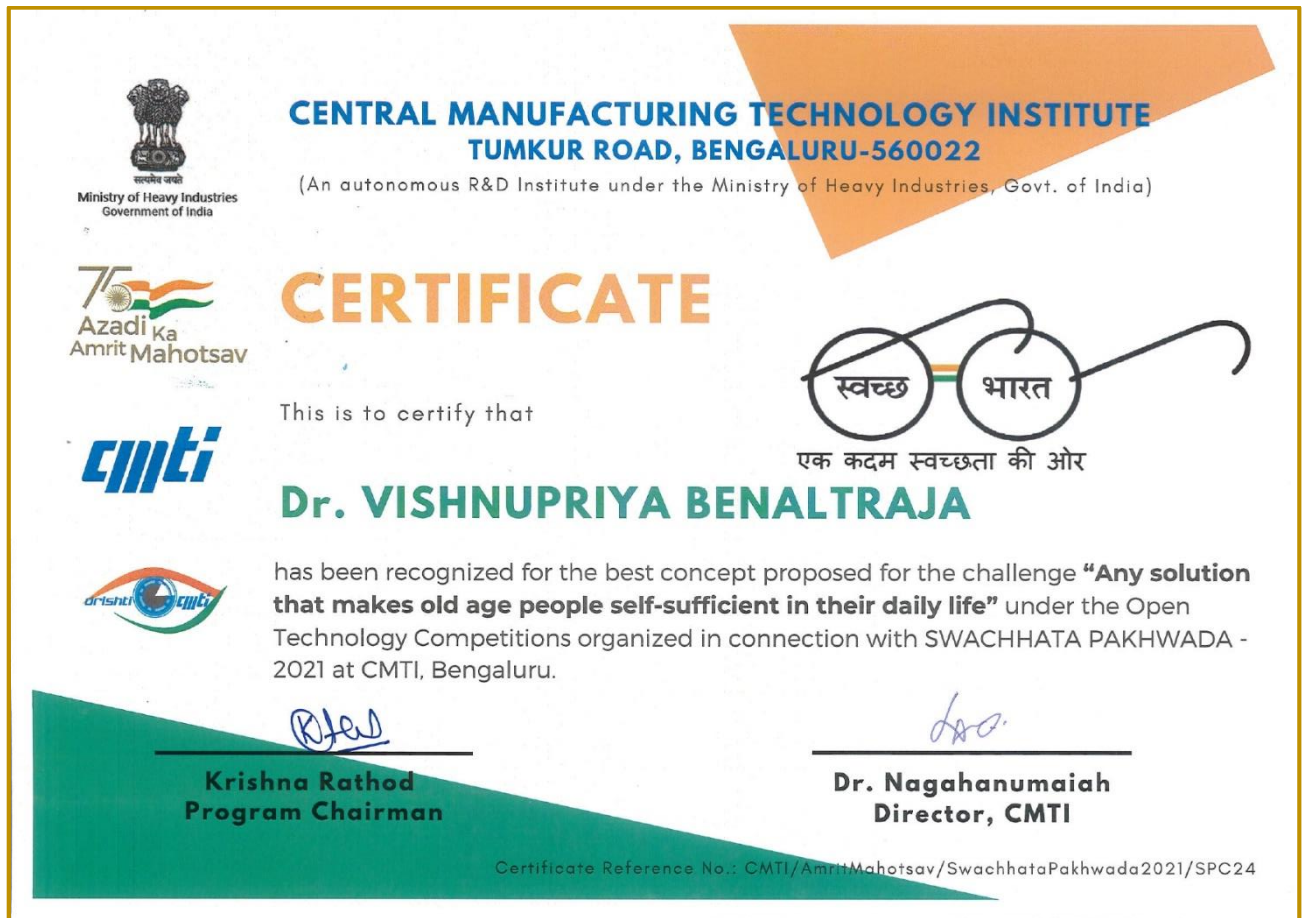 CENTRAL MANUFACTURING TECHNOLOGY INSTITUTE
TUMKUR ROAD, BENGALURU-560022
(An autonomous R&D Institute under the Ministry of Heavy Industries, Govt. of India)
सत्यमेव जयते
Ministry of Heavy Industries
Government of India
75
Azadi Ka
Amrit Mahotsav
CERTIFICATE
स्वच्छ भारत
एक कदम स्वच्छता की ओर
This is to certify that
cmti
Dr. VISHNUPRIYA BENALTRAJA
drishti cmti
has been recognized for the best concept proposed for the challenge “Any solution
that makes old age people self-sufficient in their daily life” under the Open
Technology Competitions organized in connection with SWACHHATA PAKHWADA -
2021 at CMTI, Bengaluru.
Krishna Rathod
Program Chairman
Dr. Nagahanumaiah
Director, CMTI
Certificate Reference No.: CMTI/AmritMahotsav/SwachhataPakhwada2021/SPC24